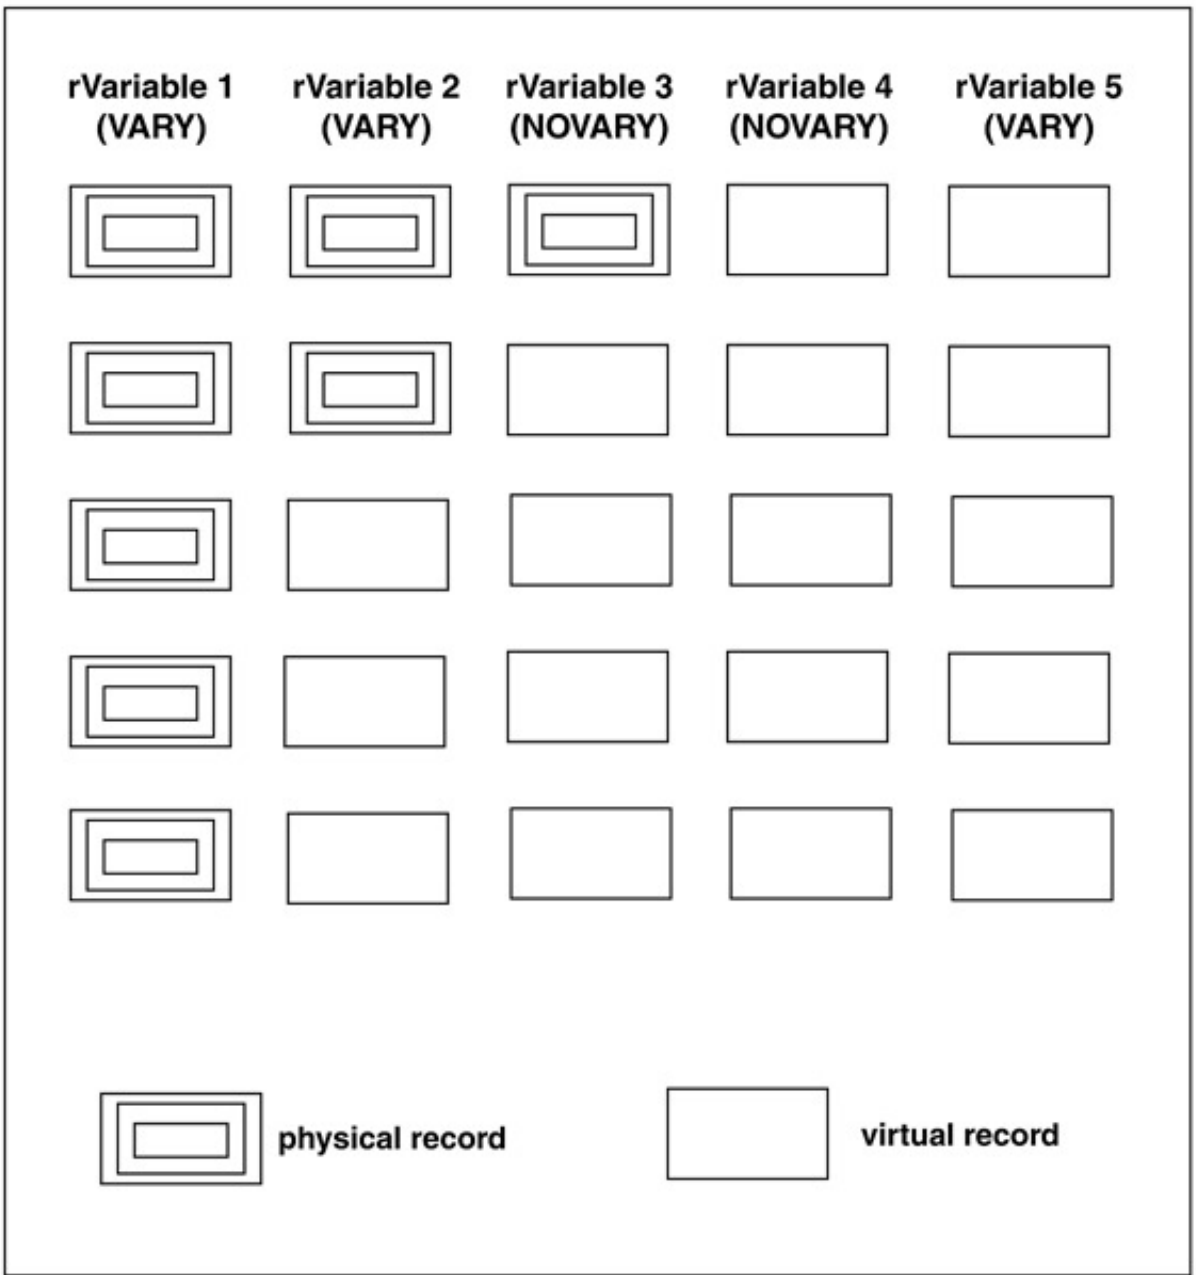 rVariable 1 rVariable 2 rVariable 3 rVariable 4 rVariable 5
(VARY) (VARY) (NOVARY) (NOVARY) (VARY)
physical record virtual record